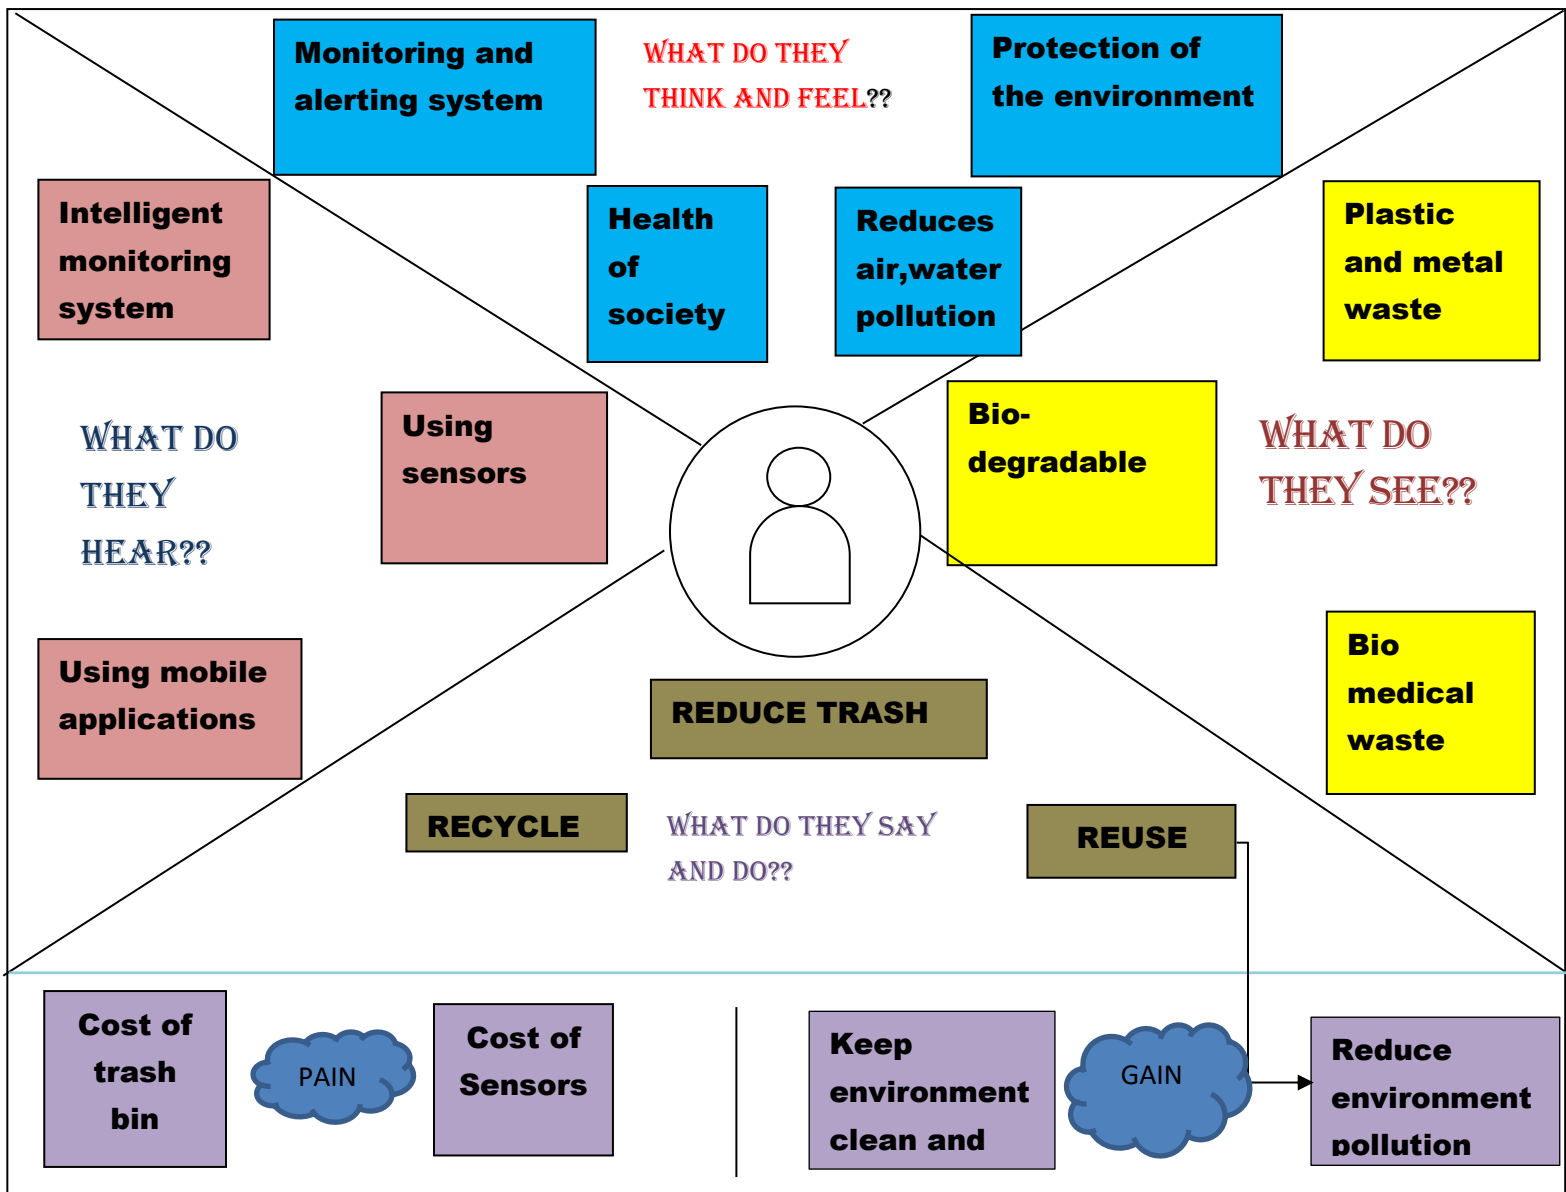 Monitoring and
alerting system
WHAT DO THEY
THINK AND FEEL??
Protection of
the environment
Intelligent
monitoring
system
Health
of
society
Reduces
air,water
pollution
Plastic
and metal
waste
WHAT DO
THEY
HEAR??
Using
sensors
Bio-
degradable
WHAT DO
THEY SEE??
Using mobile
applications
REDUCE TRASH
Bio
medical
waste
RECYCLE
WHAT DO THEY SAY
AND DO??
REUSE
Cost of
trash
bin
PAIN
Cost of
Sensors
Keep
environment
clean and
GAIN
Reduce
environment
pollution